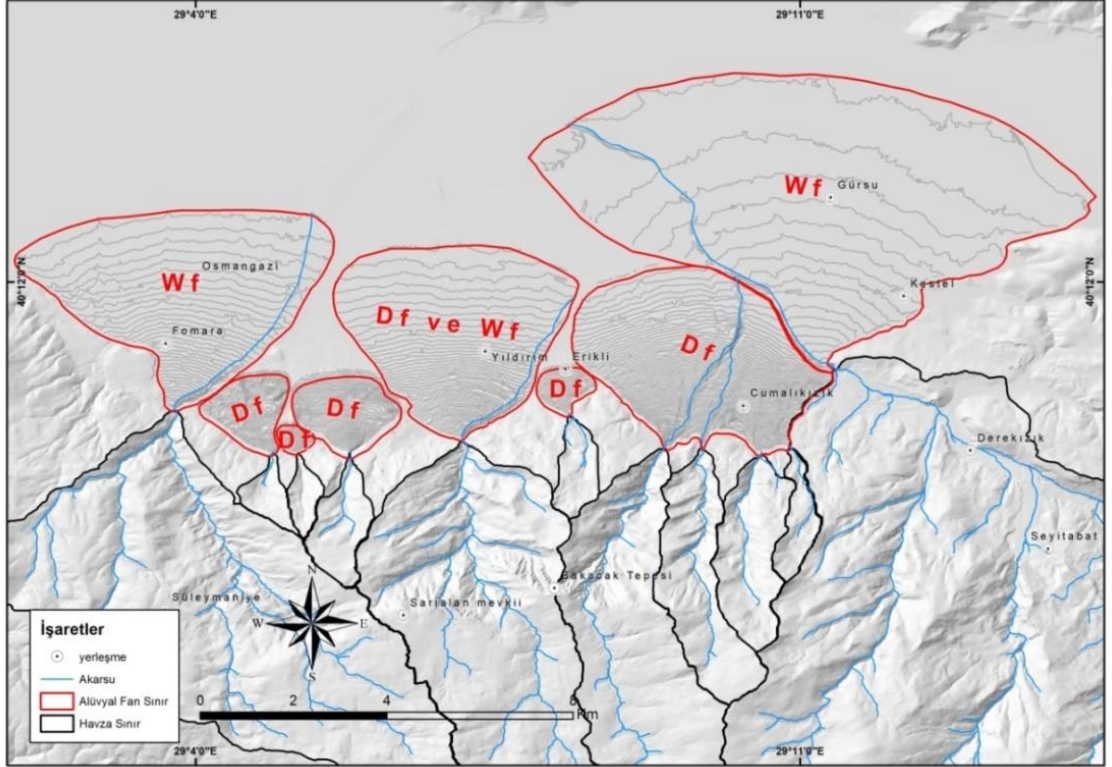 29°4'0"E
29°11'0"E
Wf
Gürsu
Osmangazi
Wf
40°12'0"N
40°12'0"N
Kestel
Df ve Wf
Fomara
Yıldırım
Erikli
Df
Df
Cumalıkızık
Df
Df
Df
Derekızık
Seyitabat
Bakacak Tepesi
N
Süleymaniye
Sarıalan mevkii
W
E
S
İşaretler
yerleşme
Akarsu
Alüvyal Fan Sınır
Havza Sınır
0 2 4 6
Km
29°4'0"E
29°11'0"E